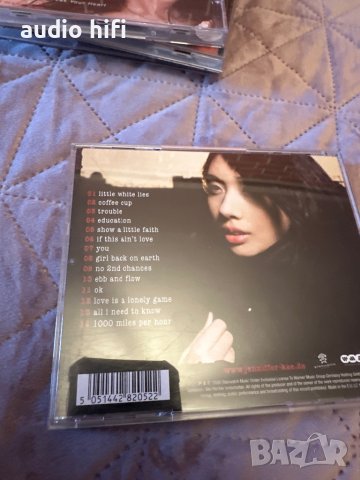 audio hifi
your Heart
01 little white lies
02 coffee cup
03 trouble
04 education
05 show a little faith
06 if this ain't love
07 you
08 girl back on earth
09 no 2nd chances
10 ebb and flow
11 ok
12 love is a lonely game
13 all i need to know
14 1000 miles per hour
www.jennifer-kae.de
5 051442 820522
bazar